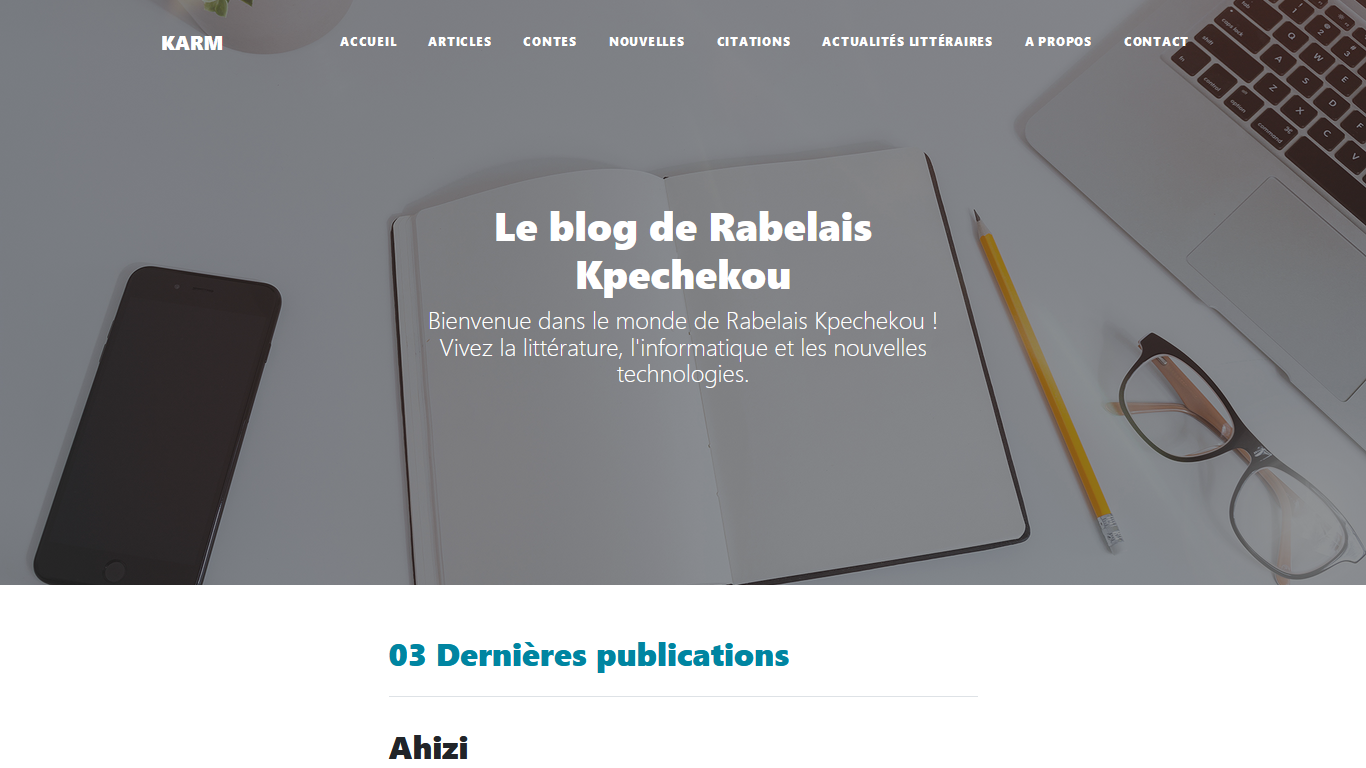 KARM
ACCUEIL
ARTICLES
CONTES
NOUVELLES
CITATIONS
ACTUALITÉS LITTÉRAIRES
A PROPOS
CONTACT
Le blog de Rabelais
Kpechekou
Bienvenue dans le monde de Rabelais Kpechekou !
Vivez la littérature, l'informatique et les nouvelles
technologies.
03 Dernières publications
Ahizi